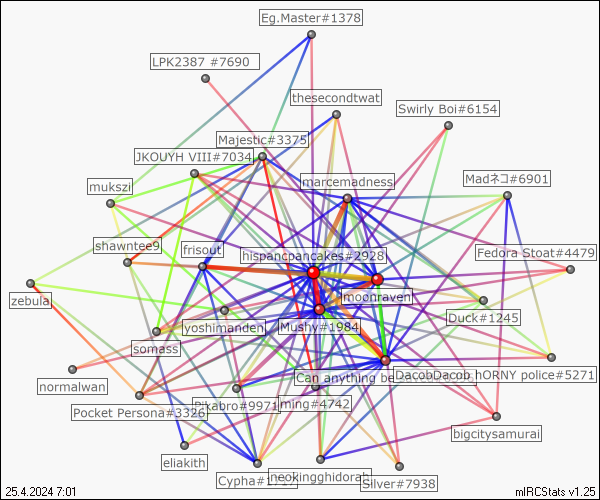 Eg.Master#1378
LPK2387 #7690
thesecondtwat
Swirly Boi#6154
Majestic#3375
JKOUYH VIII#7034
marcemadness
Madネコ#6901
mukszi
shawntee9
frisout
hispancpancakes#2928
Fedora Stoat#4479
zebula
moonraven
yoshimanden
Mushy#1984
Duck#1245
somass
normalwan
Can anything be
DacobDacob hORNY police#5271
Pocket Persona#3326
Pikabro#9971
ming#4742
bigcitysamurai
eliakith
Cypha
neokingghidorah
Silver#7938
25.4.2024 7:01
mIRCStats v1.25